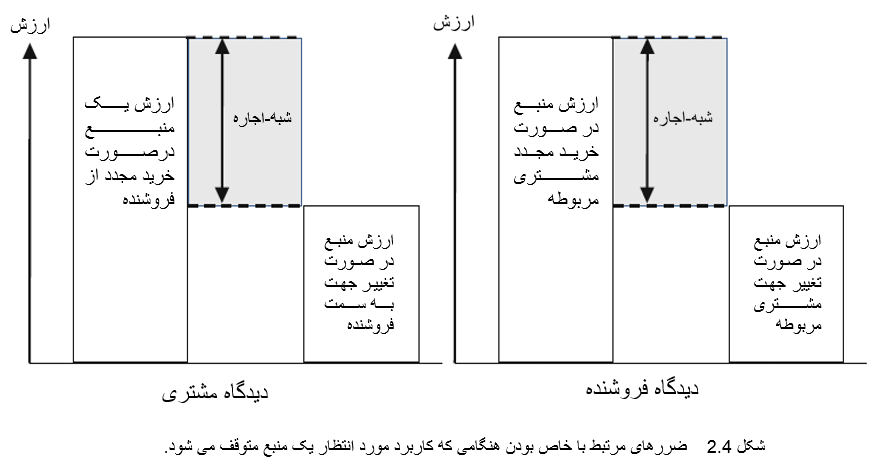 ارزش
ارزش
ارزش منبع
در صورت
خرید مجدد
مشتری
مربوطه
شبه-اجاره
ارزش منبع
در صورت
تغییر جهت
مشتری
مربوطه
دیدگاه فروشنده
ارزش یک
منبع
درصورت
خرید مجدد از
فروشنده
شبه-اجاره
ارزش منبع
در صورت
تغییر جهت
به سمت
فروشنده
دیدگاه مشتری
شکل 2.4 ضررهای مرتبط با خاص بودن هنگامی که کاربرد مورد انتظار یک منبع متوقف می شود.